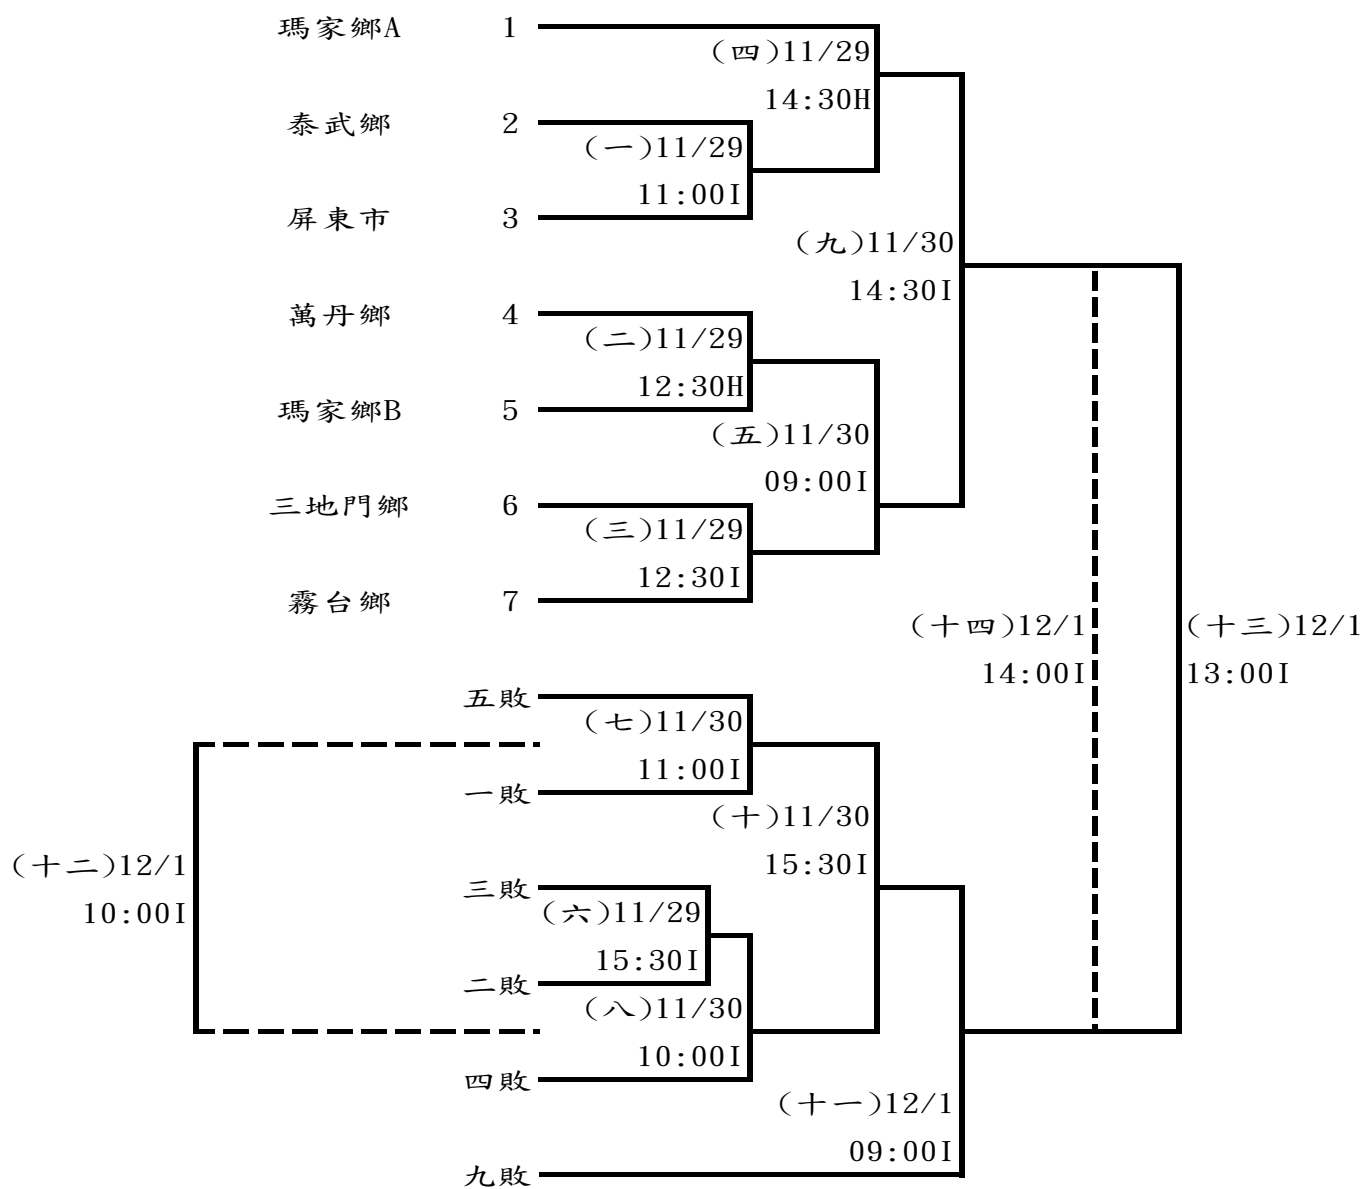 瑪家鄉A 1
(四)11/29
14:30H
泰武鄉 2
(一)11/29
11:00I
屏東市 3
(九)11/30
14:30I
萬丹鄉 4
(二)11/29
12:30H
瑪家鄉B 5
(五)11/30
09:00I
三地門鄉 6
(三)11/29
12:30I
霧台鄉 7
(十四)12/1
14:00I
(十三)12/1
13:00I
五敗
(七)11/30
11:00I
一敗
(十)11/30
15:30I
(十二)12/1
10:00I
三敗
(六)11/29
15:30I
二敗
(八)11/30
10:00I
四敗
(十一)12/1
09:00I
九敗